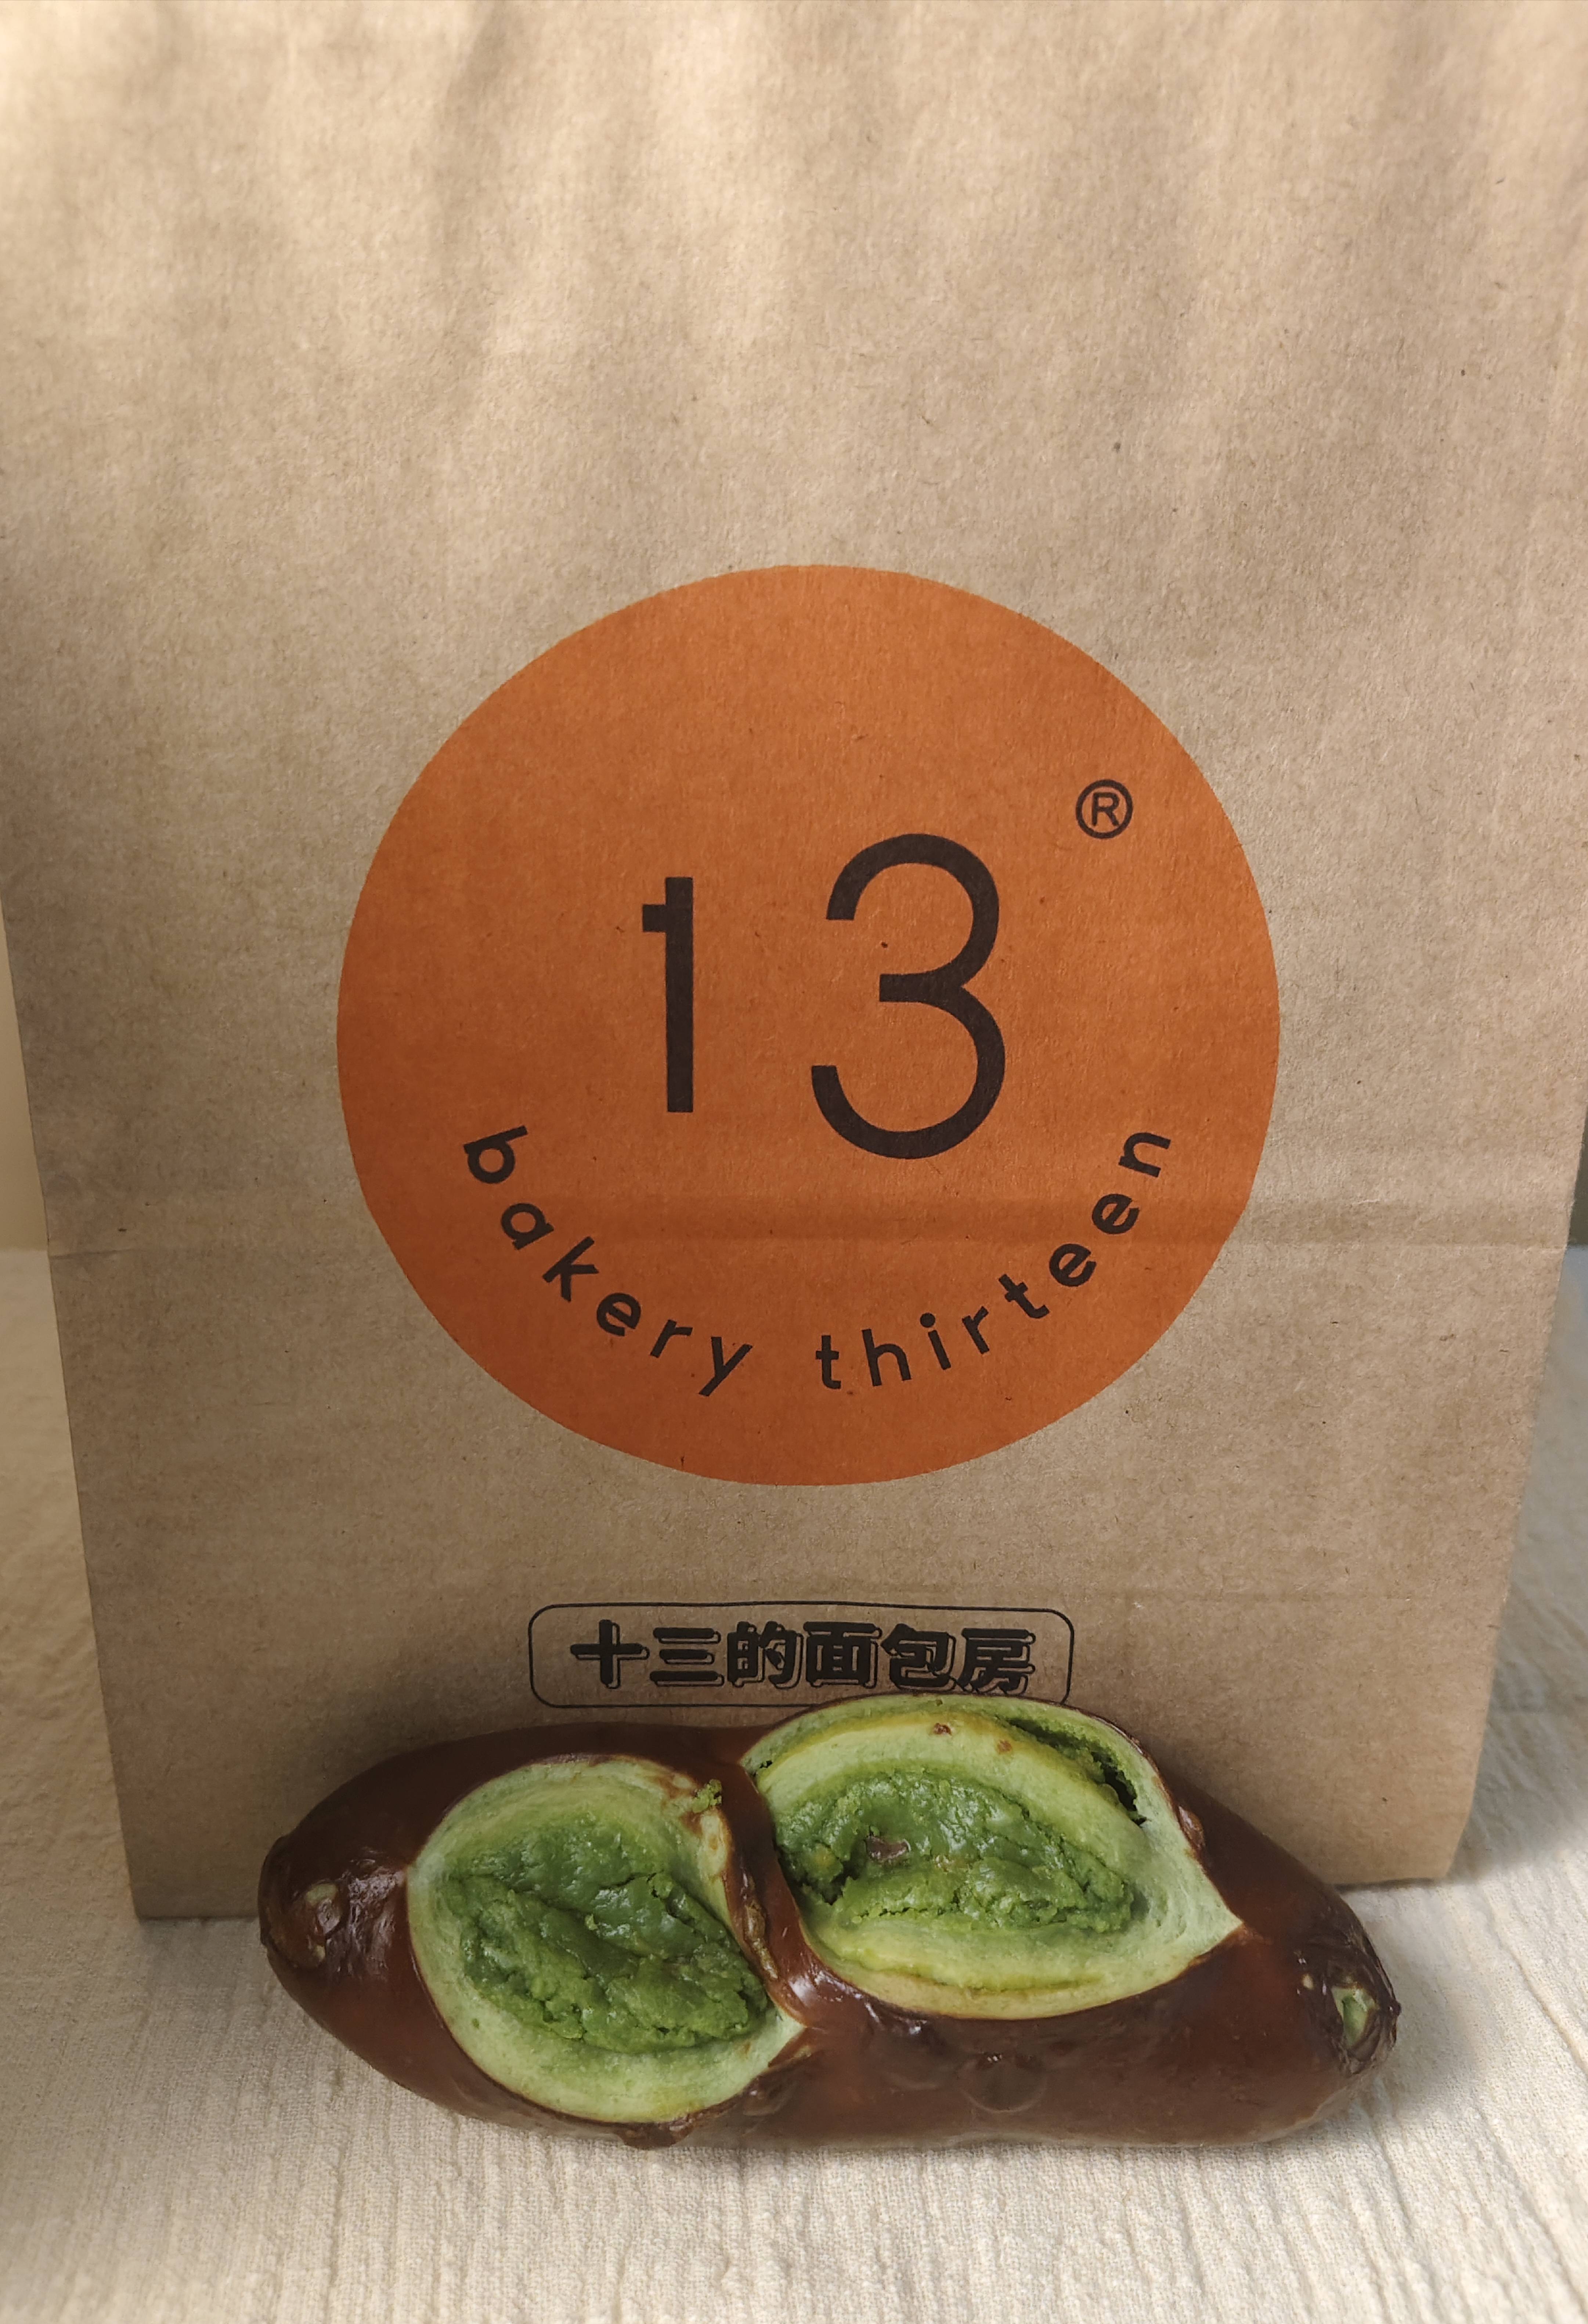 ®
13
bakery thirteen
十三的面包房